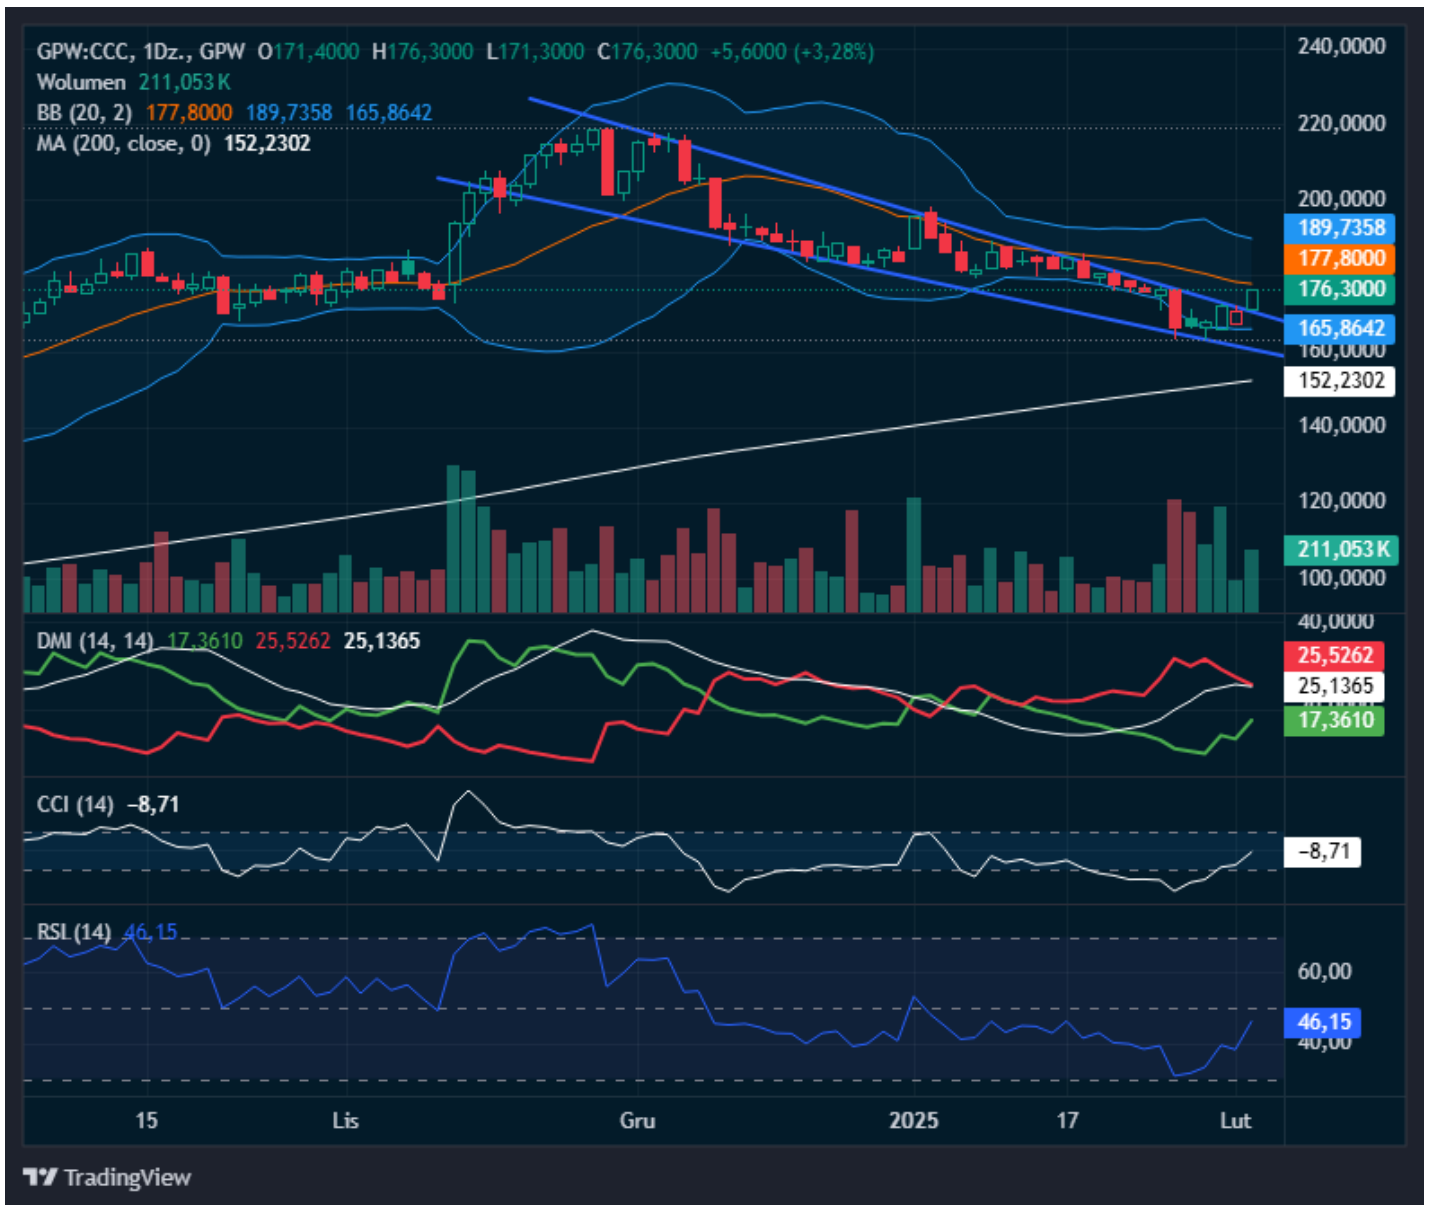 GPW:CCC, 1Dz., GPW O171,4000 H176,3000 L171,3000 C176,3000 +5,6000 (+3,28%)
Wolumen 211,053 K
BB (20, 2) 177,8000 189,7358 165,8642
MA (200, close, 0) 152,2302
240,0000
220,0000
200,0000
189,7358
177,8000
176,3000
165,8642
160,0000
152,2302
140,0000
120,0000
211,053 K
100,0000
DMI (14, 14) 17,3610 25,5262 25,1365
40,0000
25,5262
25,1365
17,3610
CCI (14) −8,71
−8,71
RSI (14) 46,15
60,00
46,15
40,00
15 Lis Gru 2025 17 Lut
TradingView